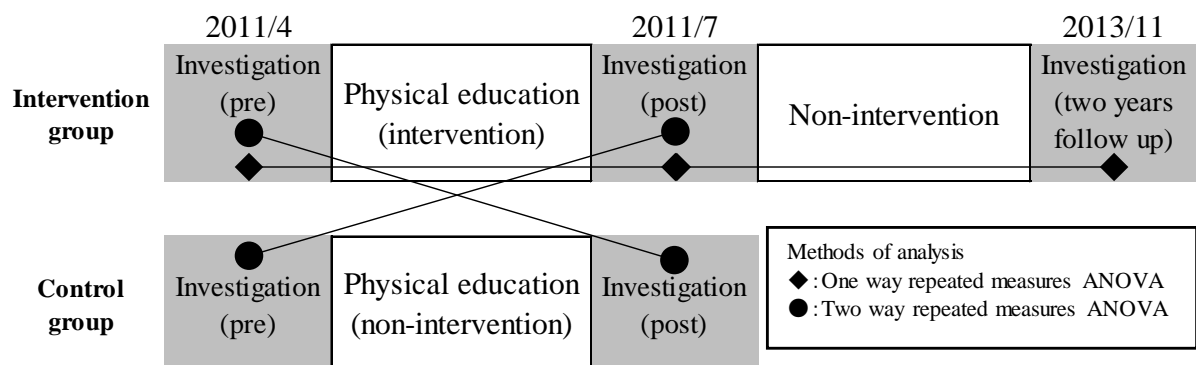 2011/4
2011/7
2013/11
Intervention
group
Investigation
(pre)
Physical education
(intervention)
Investigation
(post)
Non-intervention
Investigation
(two years
follow up)
Control
group
Investigation
(pre)
Physical education
(non-intervention)
Investigation
(post)
Methods of analysis
◆:One way repeated measures ANOVA
●:Two way repeated measures ANOVA